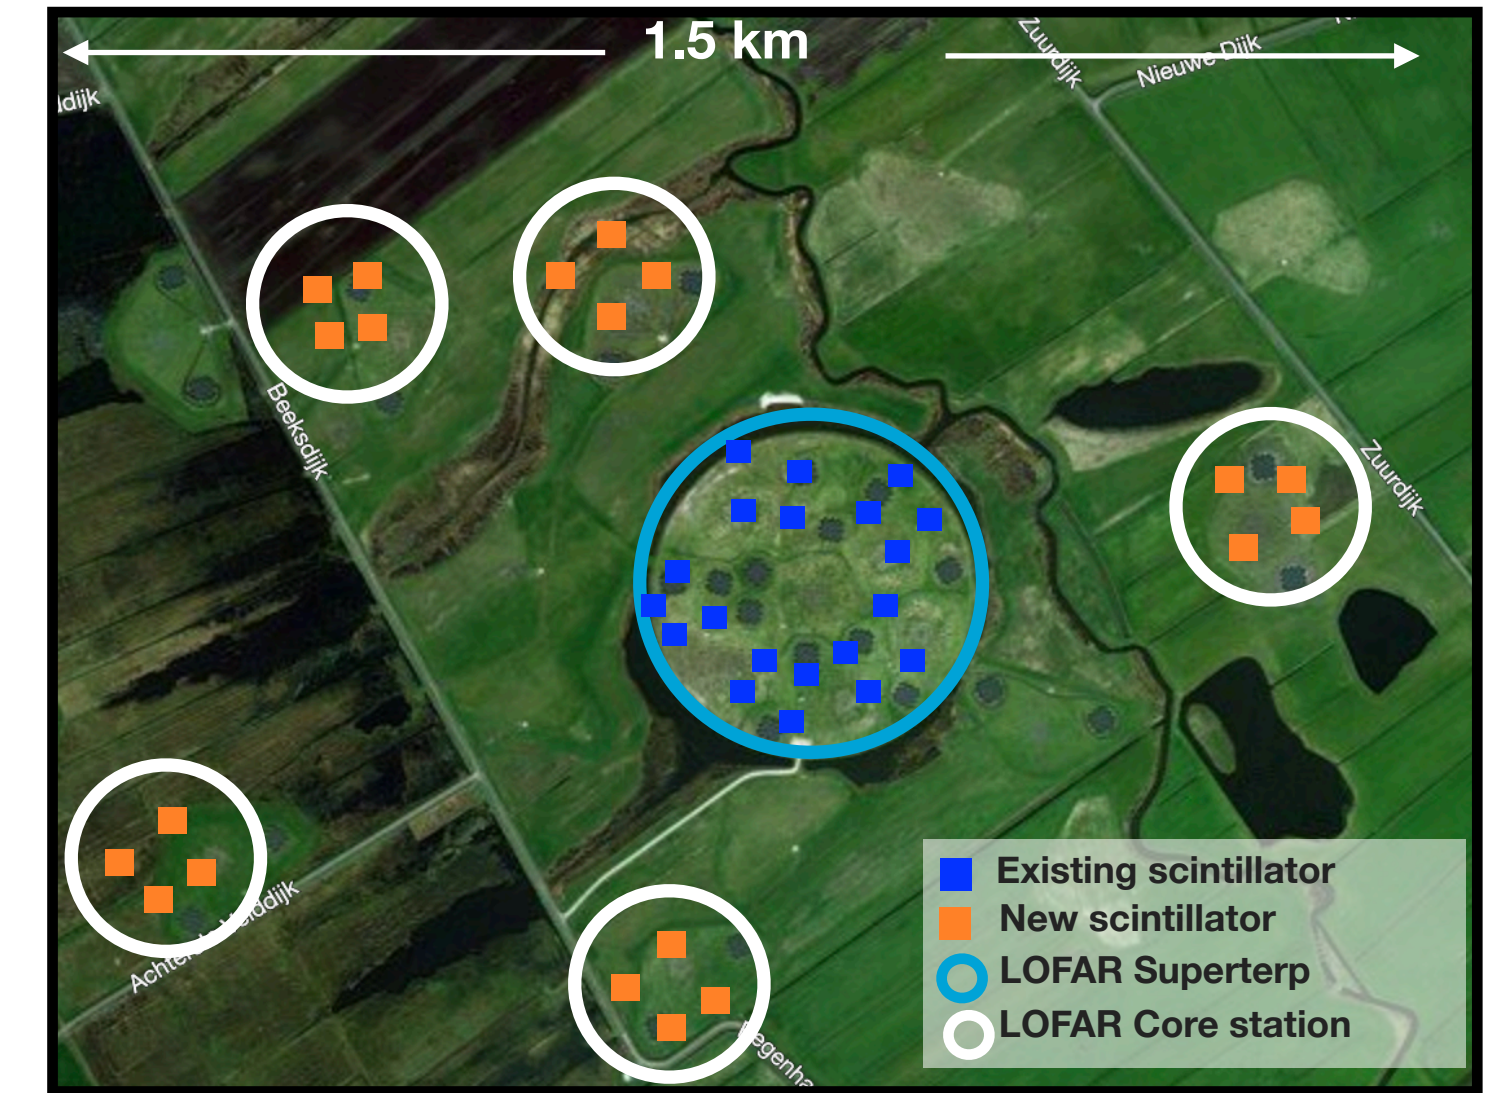 1.5 km
Zuurdijk
Nieuwe Dijk
Beeksdijk
Zuurdijk
Existing scintillator
New scintillator
LOFAR Superterp
LOFAR Core station